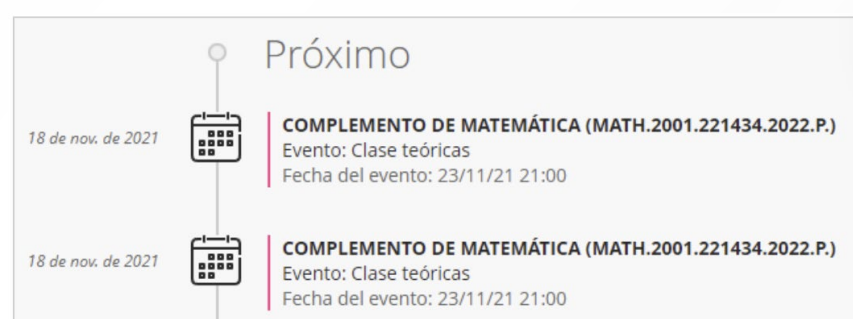 Próximo
18 de nov. de 2021
COMPLEMENTO DE MATEMÁTICA (MATH.2001.221434.2022.P.)
Evento: Clase teóricas
Fecha del evento: 23/11/21 21:00
18 de nov. de 2021
COMPLEMENTO DE MATEMÁTICA (MATH.2001.221434.2022.P.)
Evento: Clase teóricas
Fecha del evento: 23/11/21 21:00